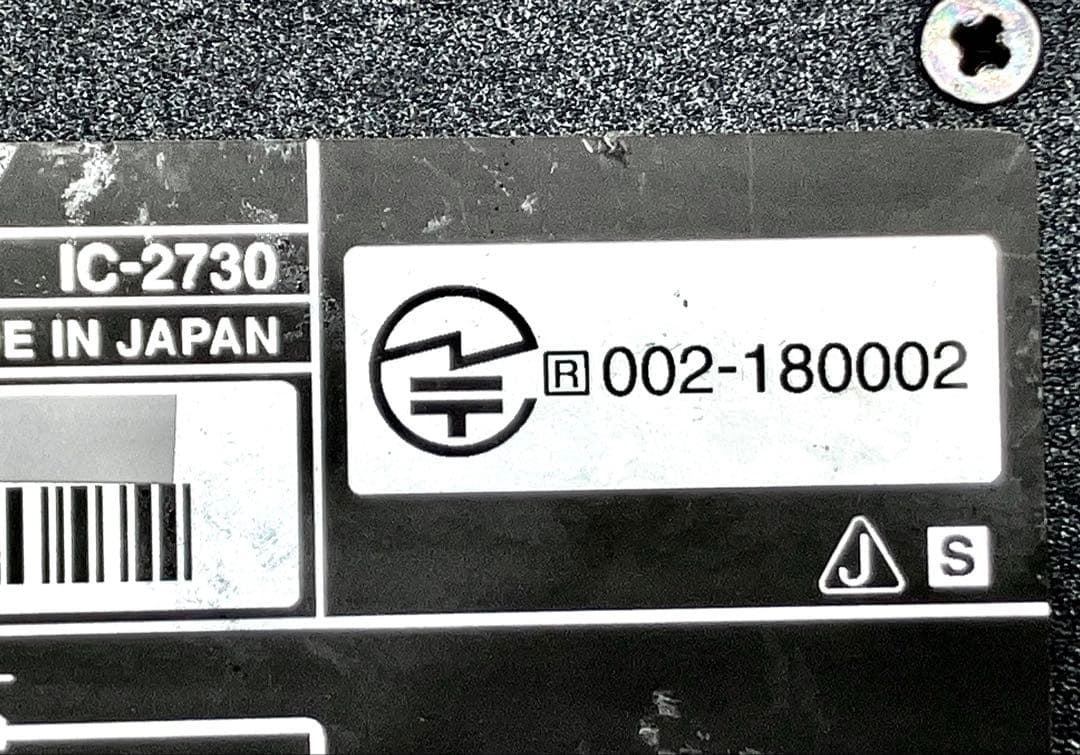 IC-2730
E IN JAPAN
R 002-180002
J S